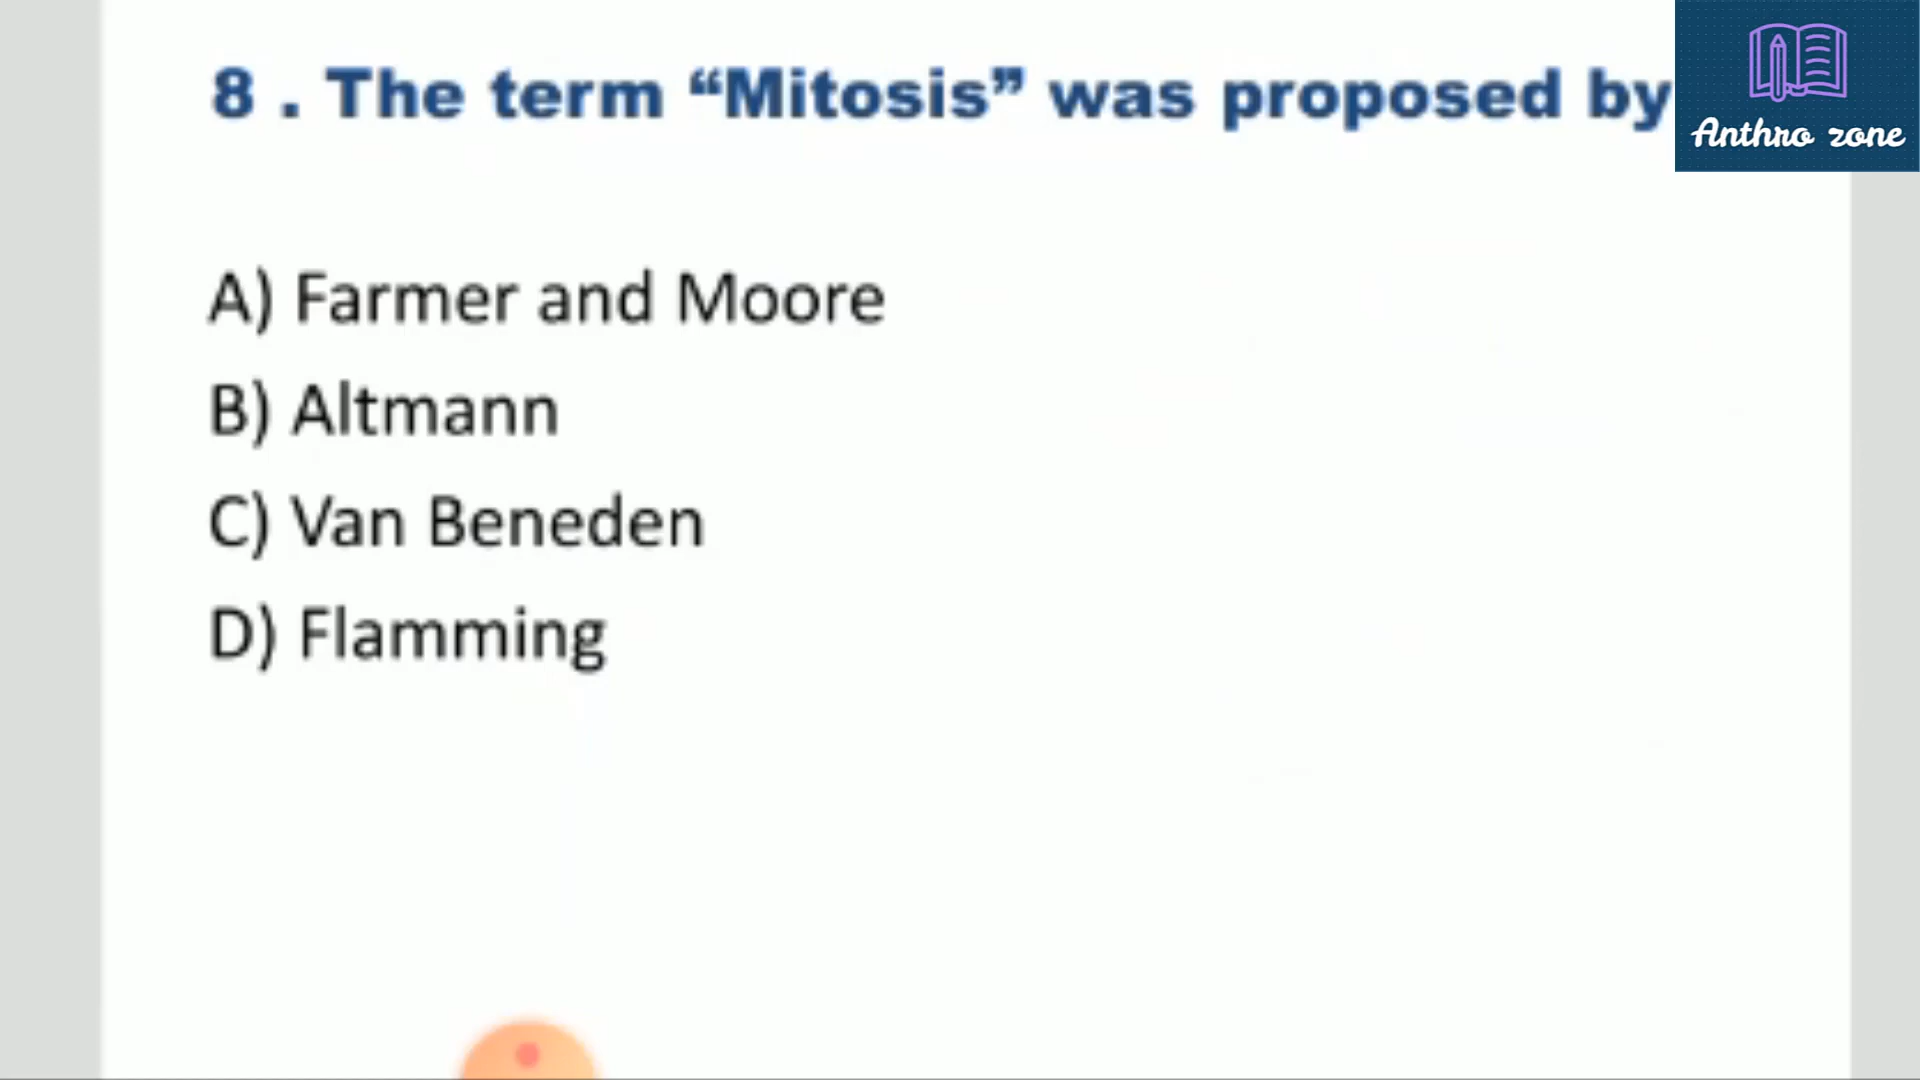 8 . The term “Mitosis” was proposed by
Anthro zone
A) Farmer and Moore
B) Altmann
C) Van Beneden
D) Flamming